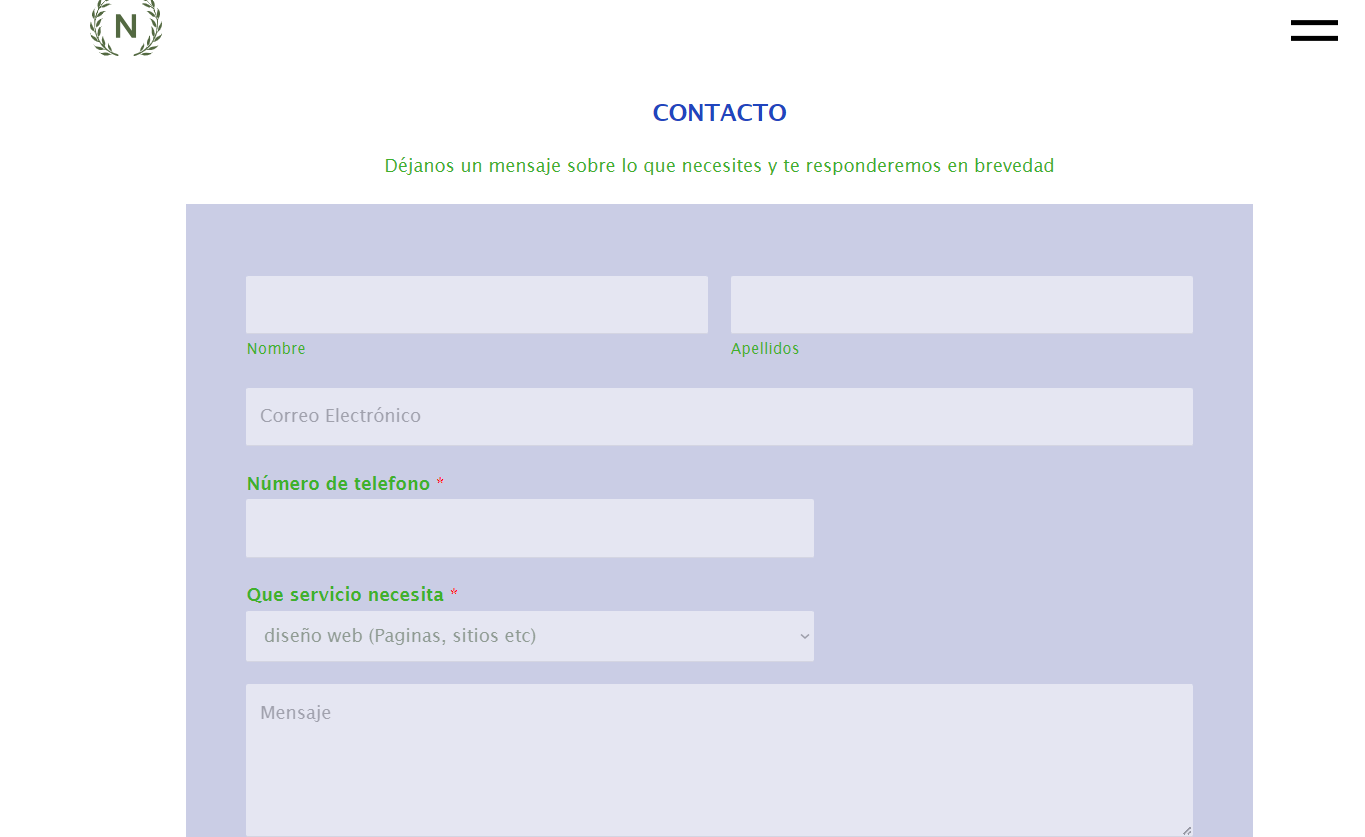 N
CONTACTO
Déjanos un mensaje sobre lo que necesites y te responderemos en brevedad
Nombre Apellidos
Correo Electrónico
Número de telefono *
Que servicio necesita *
diseño web (Paginas, sitios etc)
Mensaje